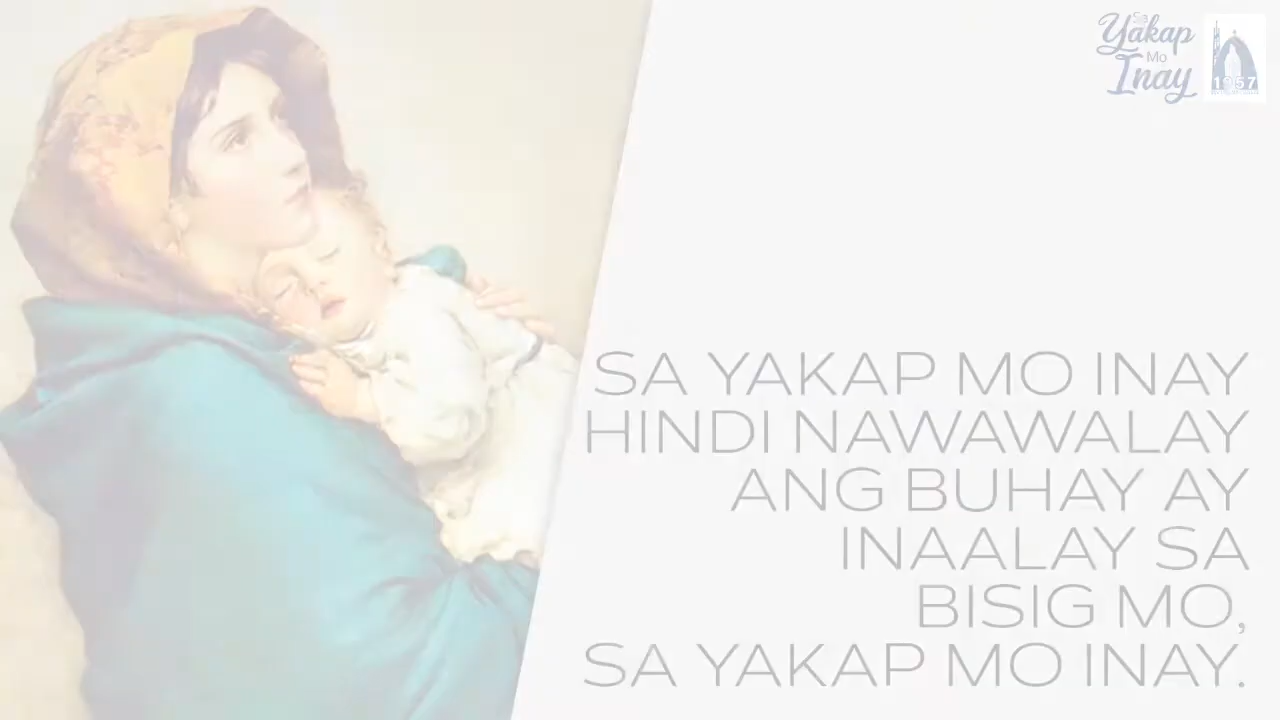 Sa
Yakap
Mo
Inay
1957
SA YAKAP MO INAY
HINDI NAWAWALAY
ANG BUHAY AY
INAALAY SA
BISIG MO,
SA YAKAP MO INAY.